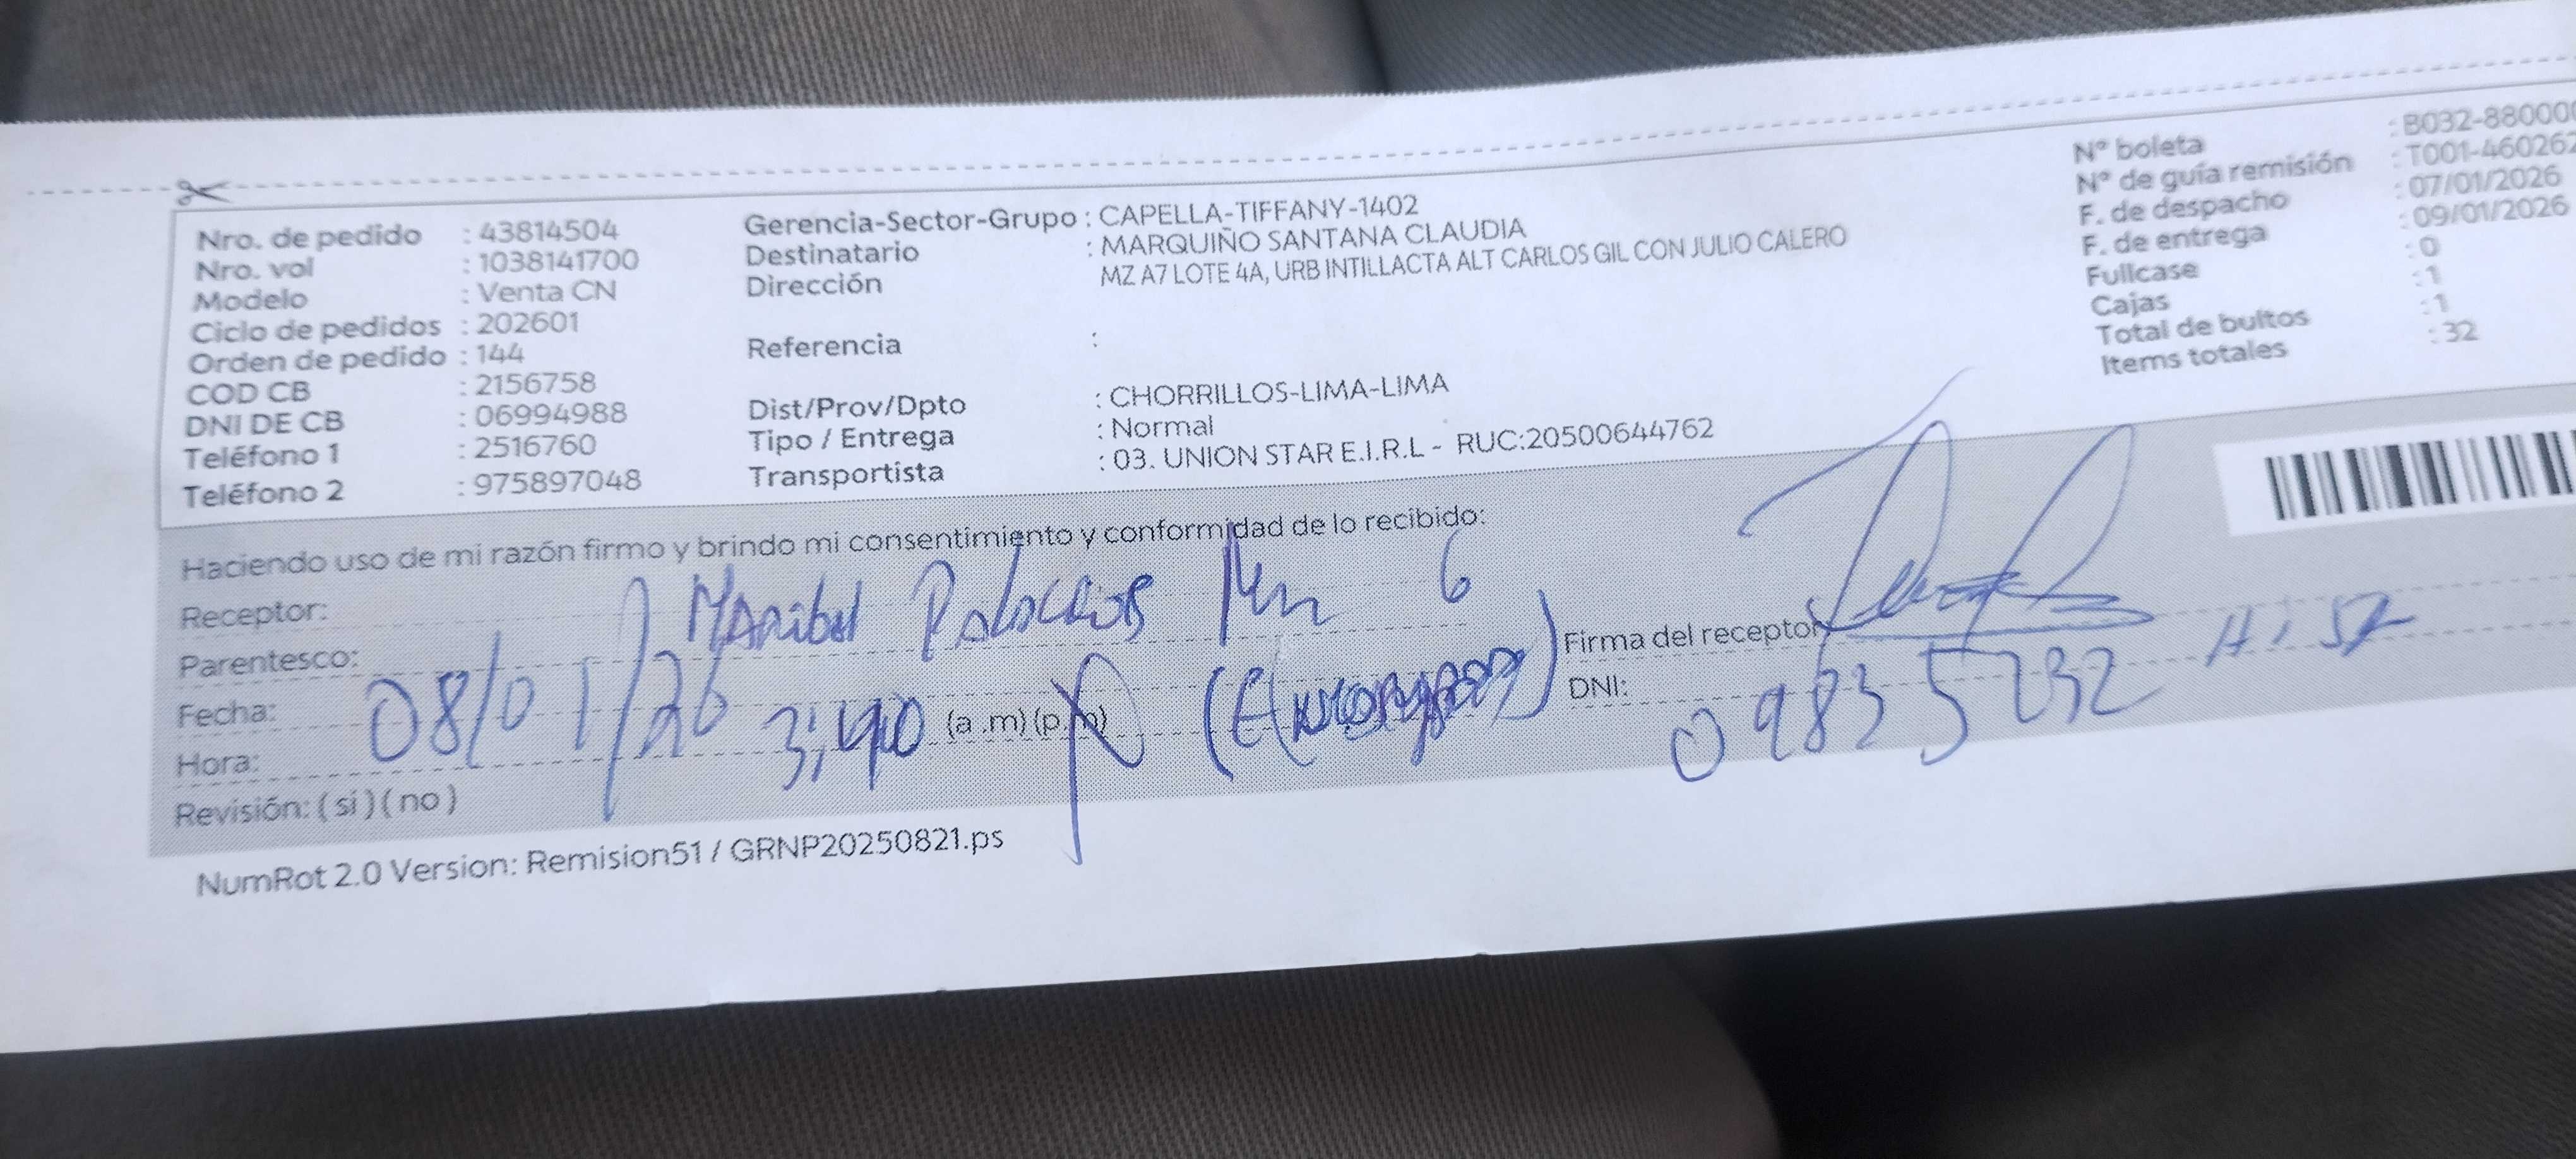 Nro. de pedido : 43814504
Nro. vol : 1038141700
Modelo : Venta CN
Ciclo de pedidos : 202601
Orden de pedido : 144
COD CB : 2156758
DNI DE CB : 06994988
Teléfono 1 : 2516760
Teléfono 2 : 975897048
Gerencia-Sector-Grupo : CAPELLA-TIFFANY-1402
Destinatario : MARQUIÑO SANTANA CLAUDIA
Dirección MZ A7 LOTE 4A, URB INTILLACTA ALT CARLOS GIL CON JULIO CALERO
Referencia :
Dist/Prov/Dpto : CHORRILLOS-LIMA-LIMA
Tipo / Entrega : Normal
Transportista : 03. UNION STAR E.I.R.L - RUC:20500644762
N° boleta : B032-88000
N° de guía remisión : T001-460262
F. de despacho : 07/01/2026
F. de entrega : 09/01/2026
Fullcase : 0
Cajas : 1
Total de bultos : 1
Items totales : 32
Haciendo uso de mi razón firmo y brindo mi consentimiento y conformidad de lo recibido:
Receptor: Maribel Palacios
Parentesco:
Fecha: 08/01/26
Hora: 3:40 (a.m) (p.m)
Revisión: ( si ) ( no )
Firma del receptor
DNI: 09835232
NumRot 2.0 Version: Remision51 / GRNP20250821.ps